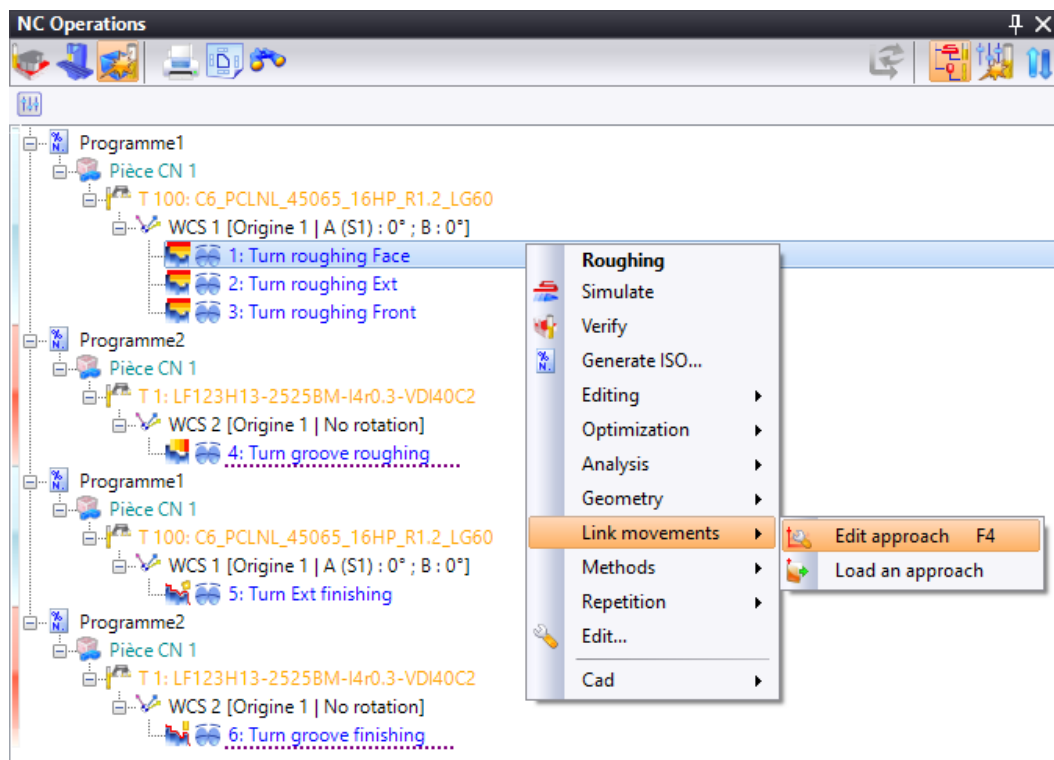 NC Operations
Programme1
Pièce CN 1
T 100: C6_PCLNL_45065_16HP_R1.2_LG60
WCS 1 [Origine 1 | A (S1) : 0° ; B : 0°]
1: Turn roughing Face
2: Turn roughing Ext
3: Turn roughing Front
Programme2
Pièce CN 1
T 1: LF123H13-2525BM-I4r0.3-VDI40C2
WCS 2 [Origine 1 | No rotation]
4: Turn groove roughing
Programme1
Pièce CN 1
T 100: C6_PCLNL_45065_16HP_R1.2_LG60
WCS 1 [Origine 1 | A (S1) : 0° ; B : 0°]
5: Turn Ext finishing
Programme2
Pièce CN 1
T 1: LF123H13-2525BM-I4r0.3-VDI40C2
WCS 2 [Origine 1 | No rotation]
6: Turn groove finishing
Roughing
Simulate
Verify
% N. Generate ISO...
Editing
Optimization
Analysis
Geometry
Link movements
Methods
Repetition
Edit...
Cad
Edit approach F4
Load an approach